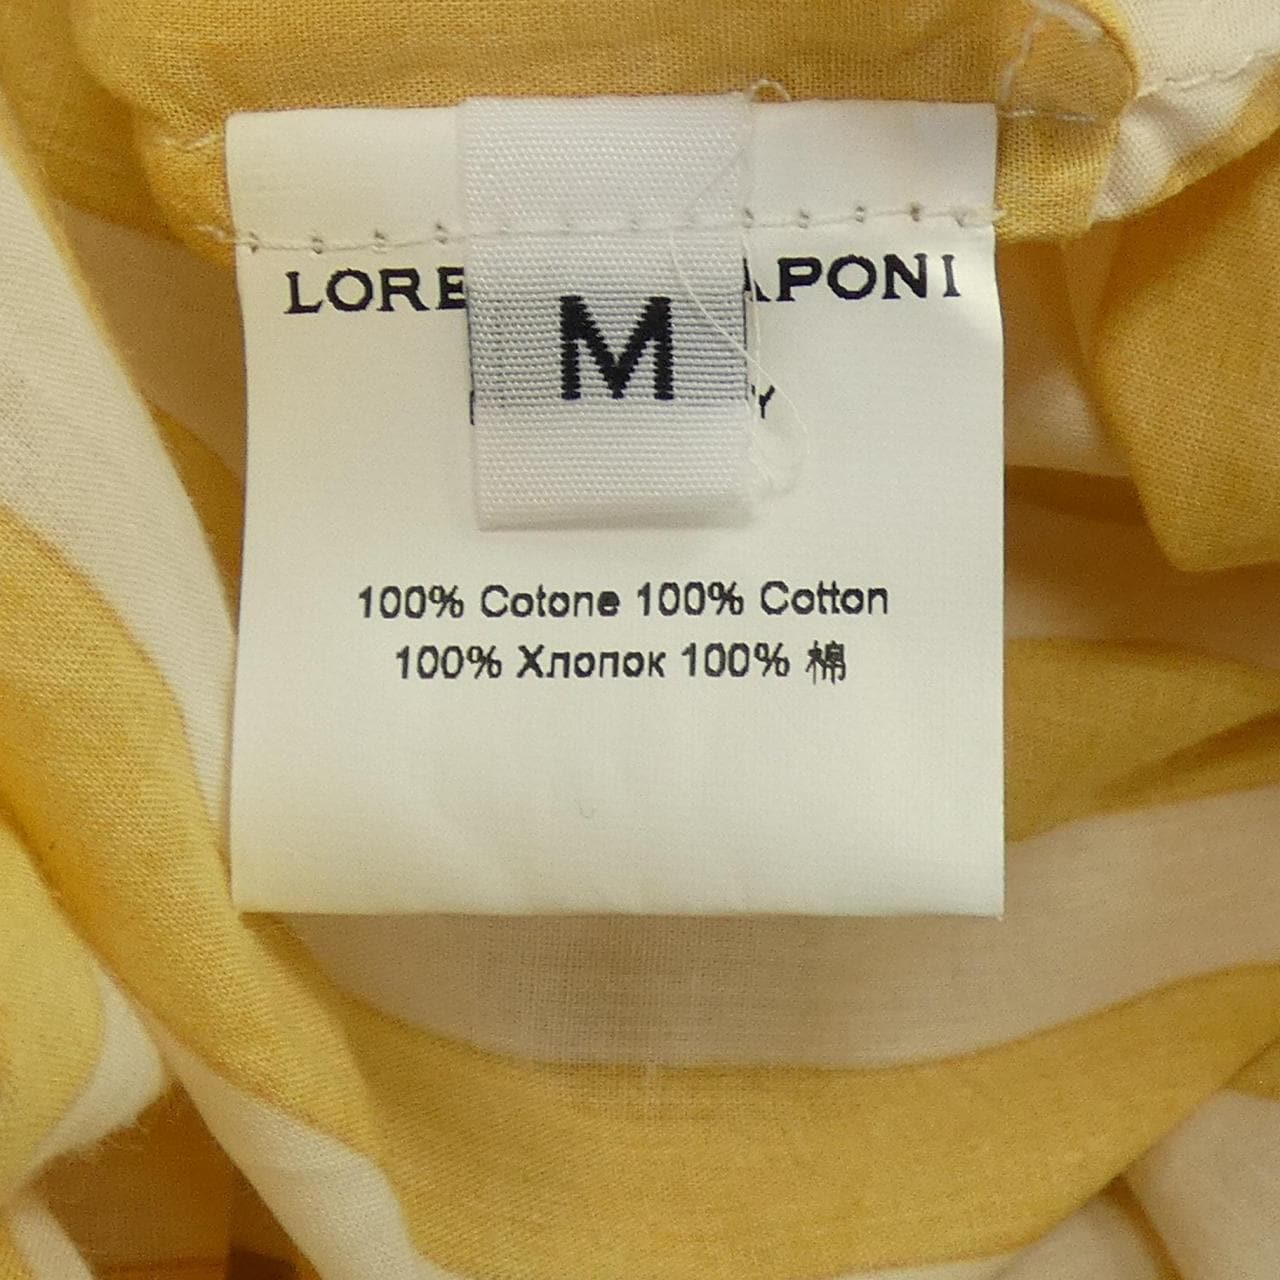 LORE APONI
M
100% Cotone 100% Cotton
100% Хлопок 100% 棉